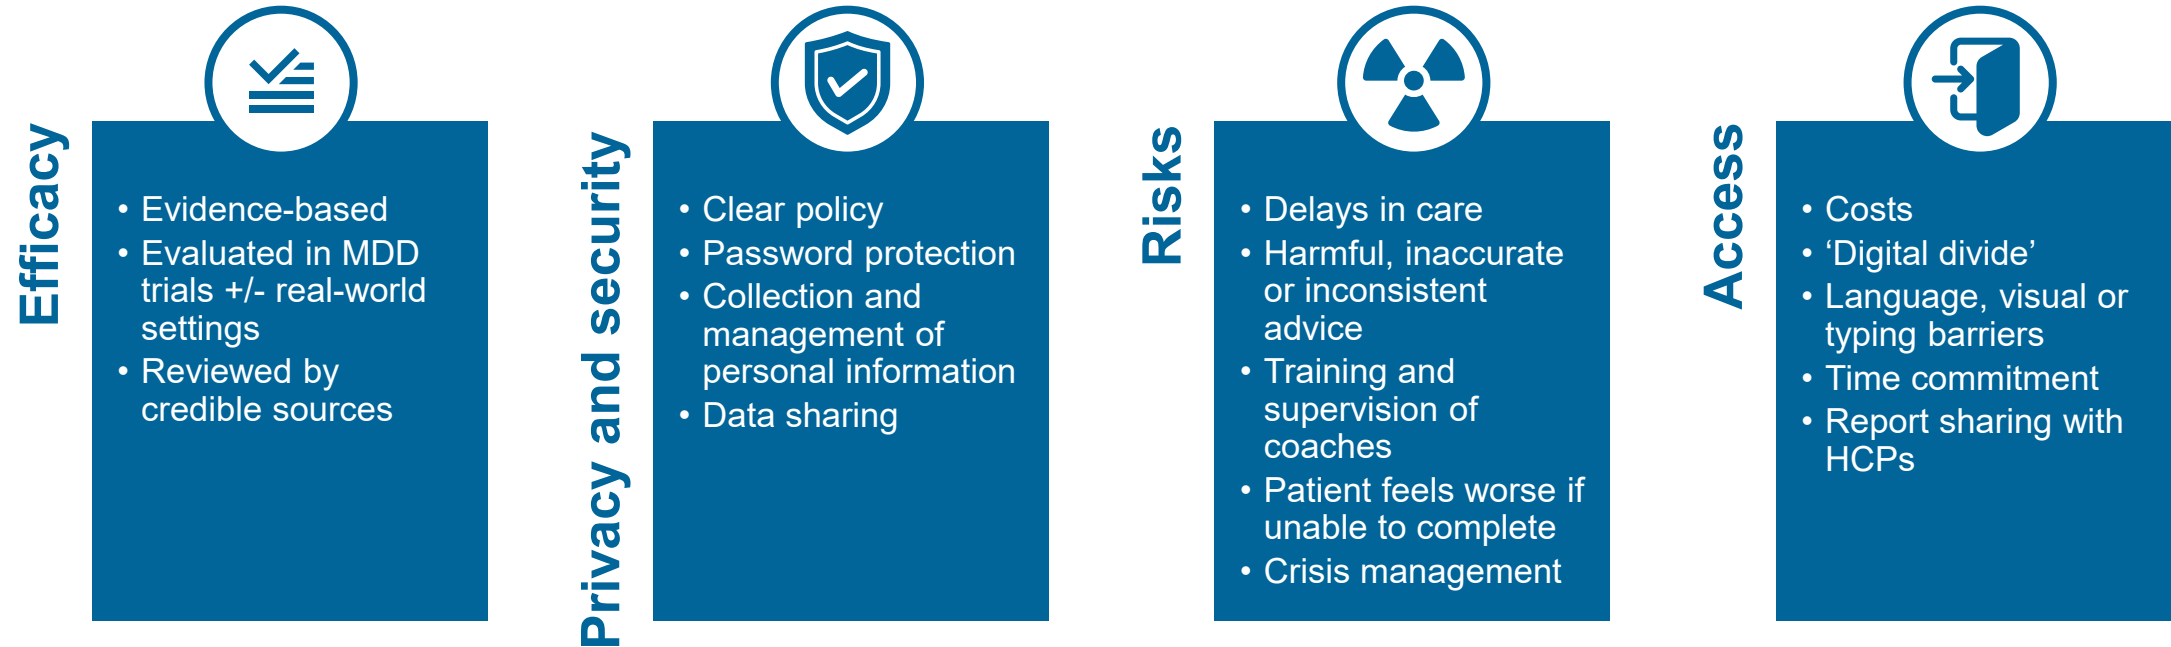 Efficacy
• Evidence-based
• Evaluated in MDD
trials +/- real-world
settings
• Reviewed by
credible sources
Privacy and security
• Clear policy
• Password protection
• Collection and
management of
personal information
• Data sharing
Risks
• Delays in care
• Harmful, inaccurate
or inconsistent
advice
• Training and
supervision of
coaches
• Patient feels worse if
unable to complete
• Crisis management
Access
• Costs
• ‘Digital divide’
• Language, visual or
typing barriers
• Time commitment
• Report sharing with
HCPs